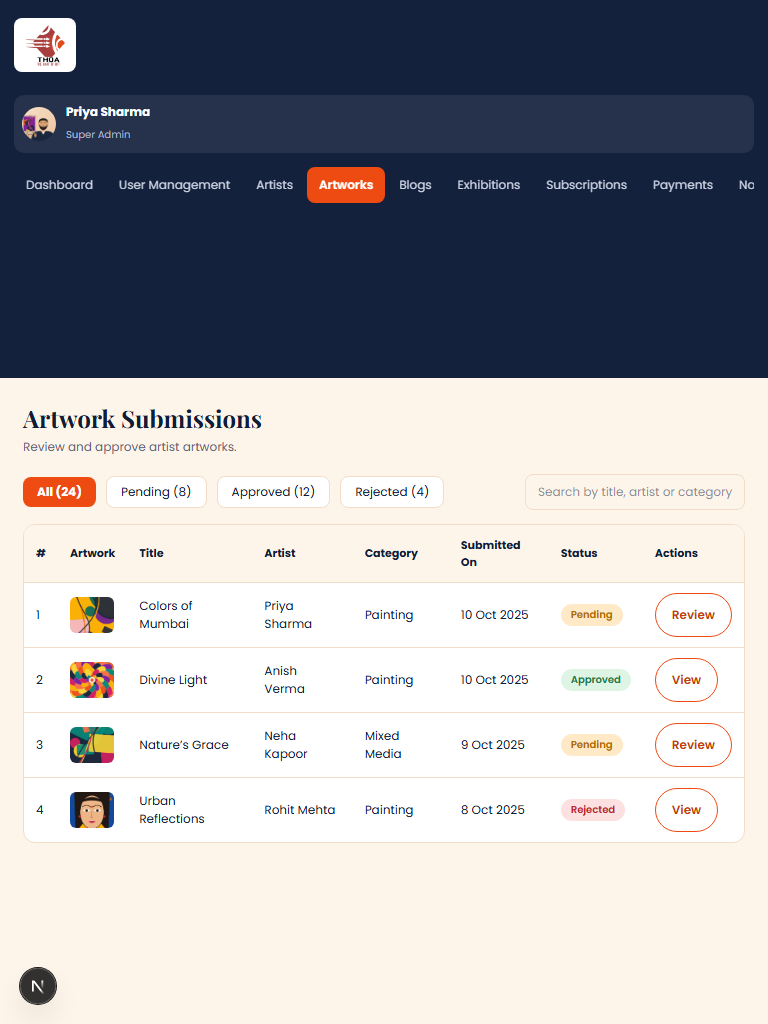 THOA
Priya Sharma
Super Admin
Dashboard User Management Artists Artworks Blogs Exhibitions Subscriptions Payments No
Artwork Submissions
Review and approve artist artworks.
All (24) Pending (8) Approved (12) Rejected (4) Search by title, artist or category
# Artwork Title Artist Category Submitted On Status Actions
1 Colors of Mumbai Priya Sharma Painting 10 Oct 2025 Pending Review
2 Divine Light Anish Verma Painting 10 Oct 2025 Approved View
3 Nature’s Grace Neha Kapoor Mixed Media 9 Oct 2025 Pending Review
4 Urban Reflections Rohit Mehta Painting 8 Oct 2025 Rejected View
N